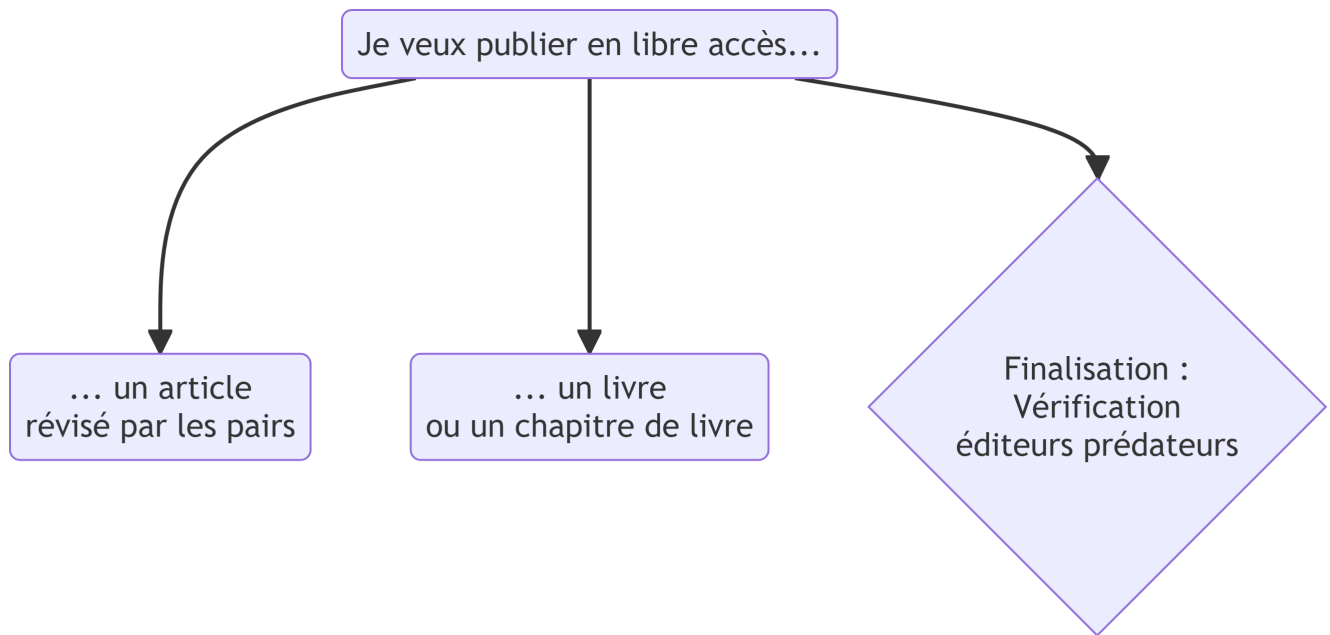 Je veux publier en libre accès...
... un article
révisé par les pairs
... un livre
ou un chapitre de livre
Finalisation :
Vérification
éditeurs prédateurs